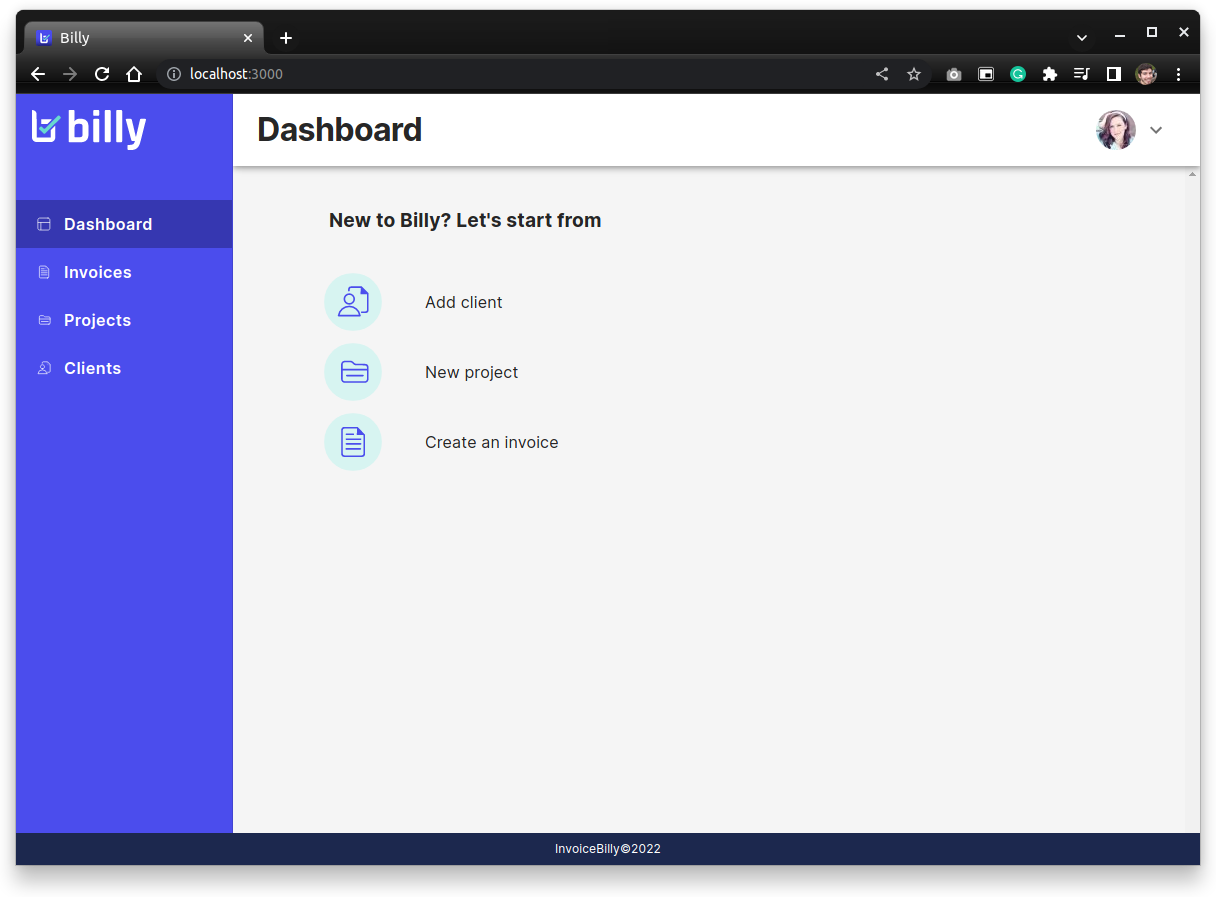 Billy
localhost:3000
billy
Dashboard
Dashboard
Invoices
Projects
Clients
New to Billy? Let's start from
Add client
New project
Create an invoice
InvoiceBilly©2022